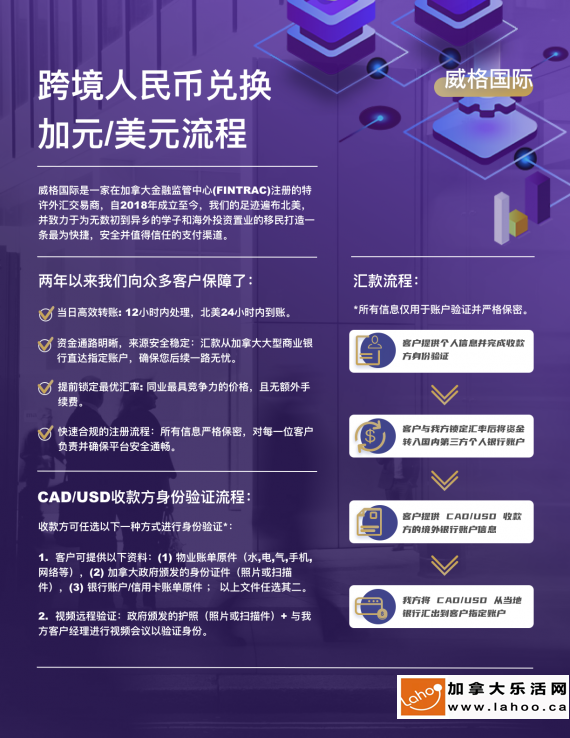 跨境人民币兑换
加元/美元流程
威格国际
威格国际是一家在加拿大金融监管中心(FINTRAC)注册的特
许外汇交易商，自2018年成立至今，我们的足迹遍布北美，
并致力于为无数初到异乡的学子和海外投资置业的移民打造一
条最为快捷，安全并值得信任的支付渠道。
两年以来我们向众多客户保障了：
当日高效转账: 12小时内处理，北美24小时内到账。
资金通路明晰，来源安全稳定：汇款从加拿大大型商业银
行直达指定账户，确保您后续一路无忧。
提前锁定最优汇率: 同业最具竞争力的价格，且无额外手
续费。
快速合规的注册流程：所有信息严格保密，对每一位客户
负责并确保平台安全通畅。
CAD/USD收款方身份验证流程：
收款方可任选以下一种方式进行身份验证*:
1. 客户可提供以下资料：(1) 物业账单原件（水,电,气,手机,
网络等），(2) 加拿大政府颁发的身份证件（照片或扫描
件），(3) 银行账户/信用卡账单原件 ； 以上文件任选其二。
2. 视频远程验证：政府颁发的护照（照片或扫描件）+ 与我
方客户经理进行视频会议以验证身份。
汇款流程：
*所有信息仅用于账户验证并严格保密。
客户提供个人信息并完成收款
方身份验证
客户与我方锁定汇率后将资金
转入国内第三方个人银行账户
客户提供 CAD/USD 收款
方的境外银行账户信息
我方将 CAD/USD 从当地
银行汇出到客户指定账户
Lahoo
加拿大乐活网
www.lahoo.ca